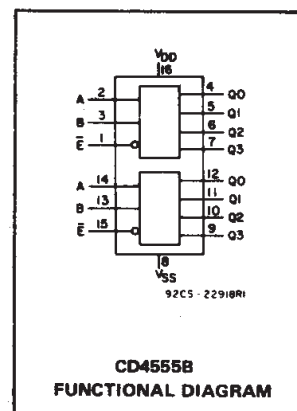 VDD
16
A 2 4 Q0
B 3 5 Q1
6 Q2
E̅ 1 7 Q3
A 14 12 Q0
B 13 11 Q1
10 Q2
E̅ 15 9 Q3
8
VSS
92CS-22918R1
CD4555B
FUNCTIONAL DIAGRAM